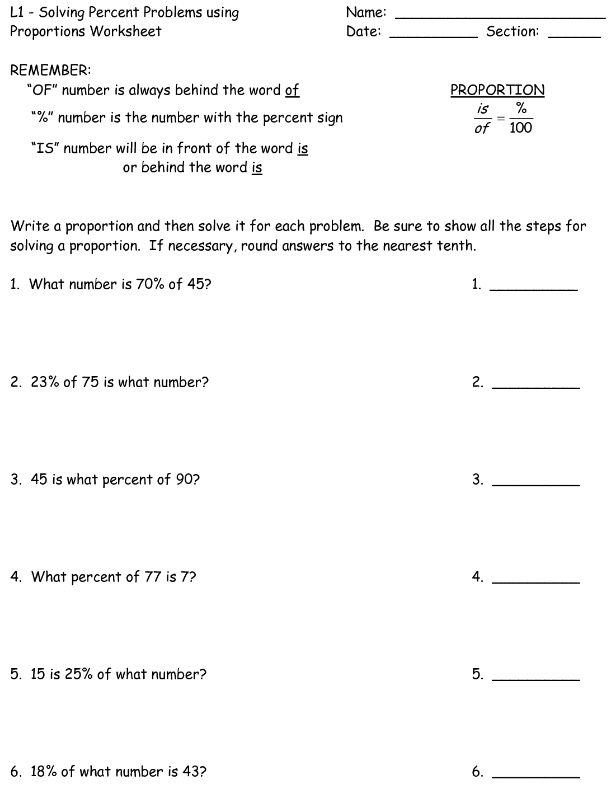 L1 - Solving Percent Problems using
Proportions Worksheet
Name: ____________________
Date: __________ Section: ______
REMEMBER:
“OF” number is always behind the word of
“%” number is the number with the percent sign
“IS” number will be in front of the word is
or behind the word is
PROPORTION
is/of = %/100
Write a proportion and then solve it for each problem. Be sure to show all the steps for
solving a proportion. If necessary, round answers to the nearest tenth.
1. What number is 70% of 45? 1. __________
2. 23% of 75 is what number? 2. __________
3. 45 is what percent of 90? 3. __________
4. What percent of 77 is 7? 4. __________
5. 15 is 25% of what number? 5. __________
6. 18% of what number is 43? 6. __________